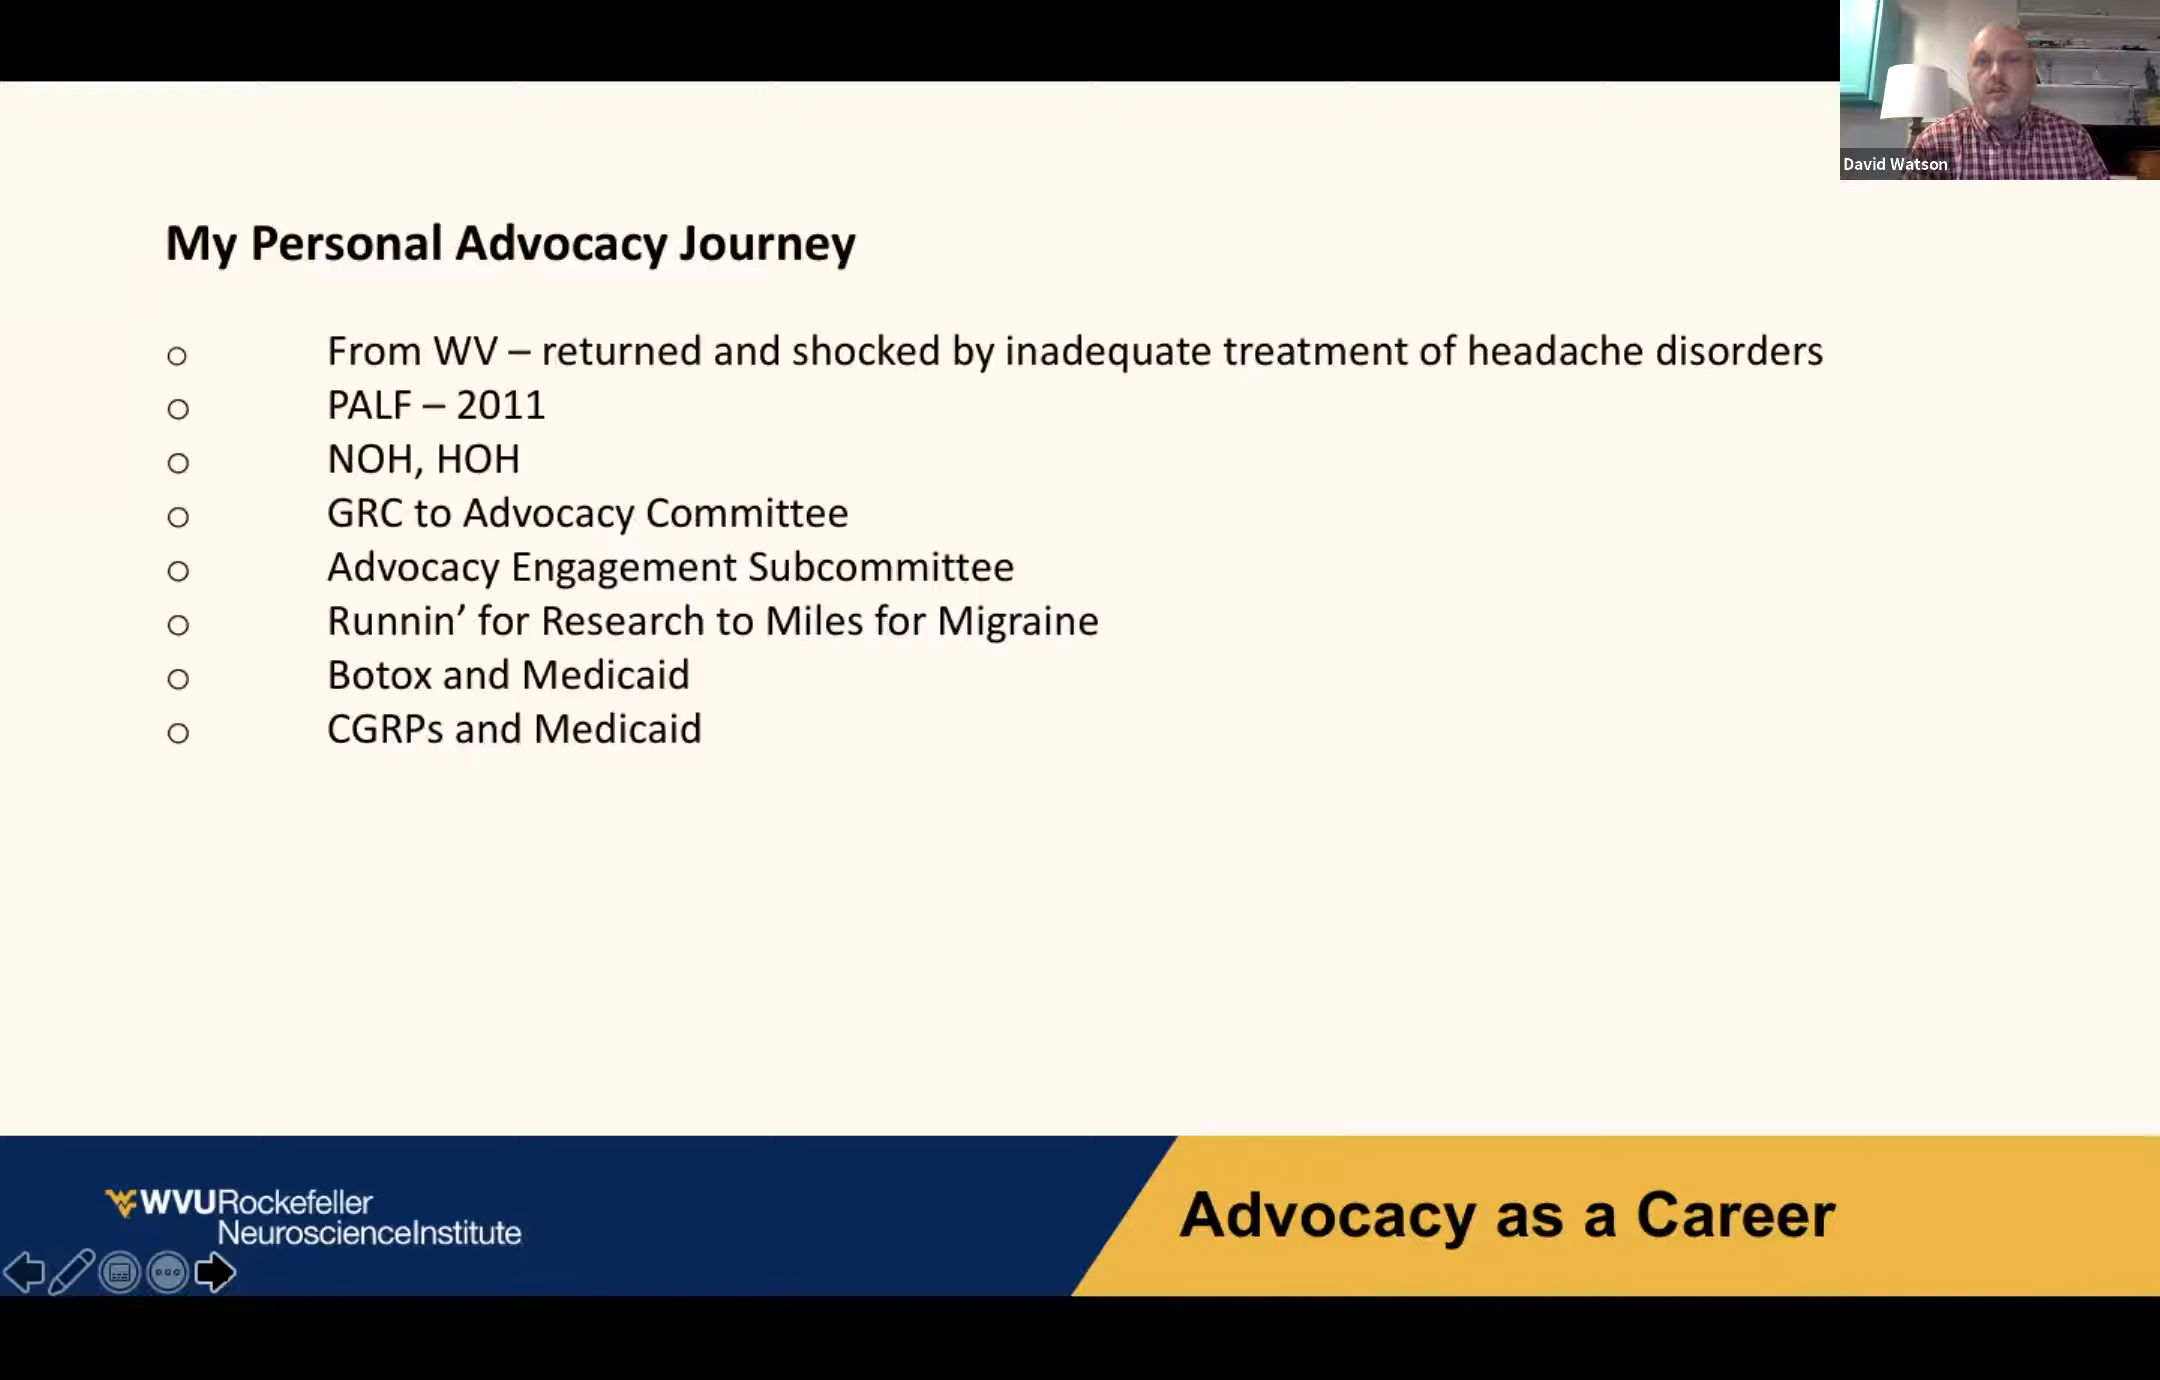 David Watson
My Personal Advocacy Journey
From WV – returned and shocked by inadequate treatment of headache disorders
PALF – 2011
NOH, HOH
GRC to Advocacy Committee
Advocacy Engagement Subcommittee
Runnin’ for Research to Miles for Migraine
Botox and Medicaid
CGRPs and Medicaid
WVURockefeller
NeuroscienceInstitute
Advocacy as a Career